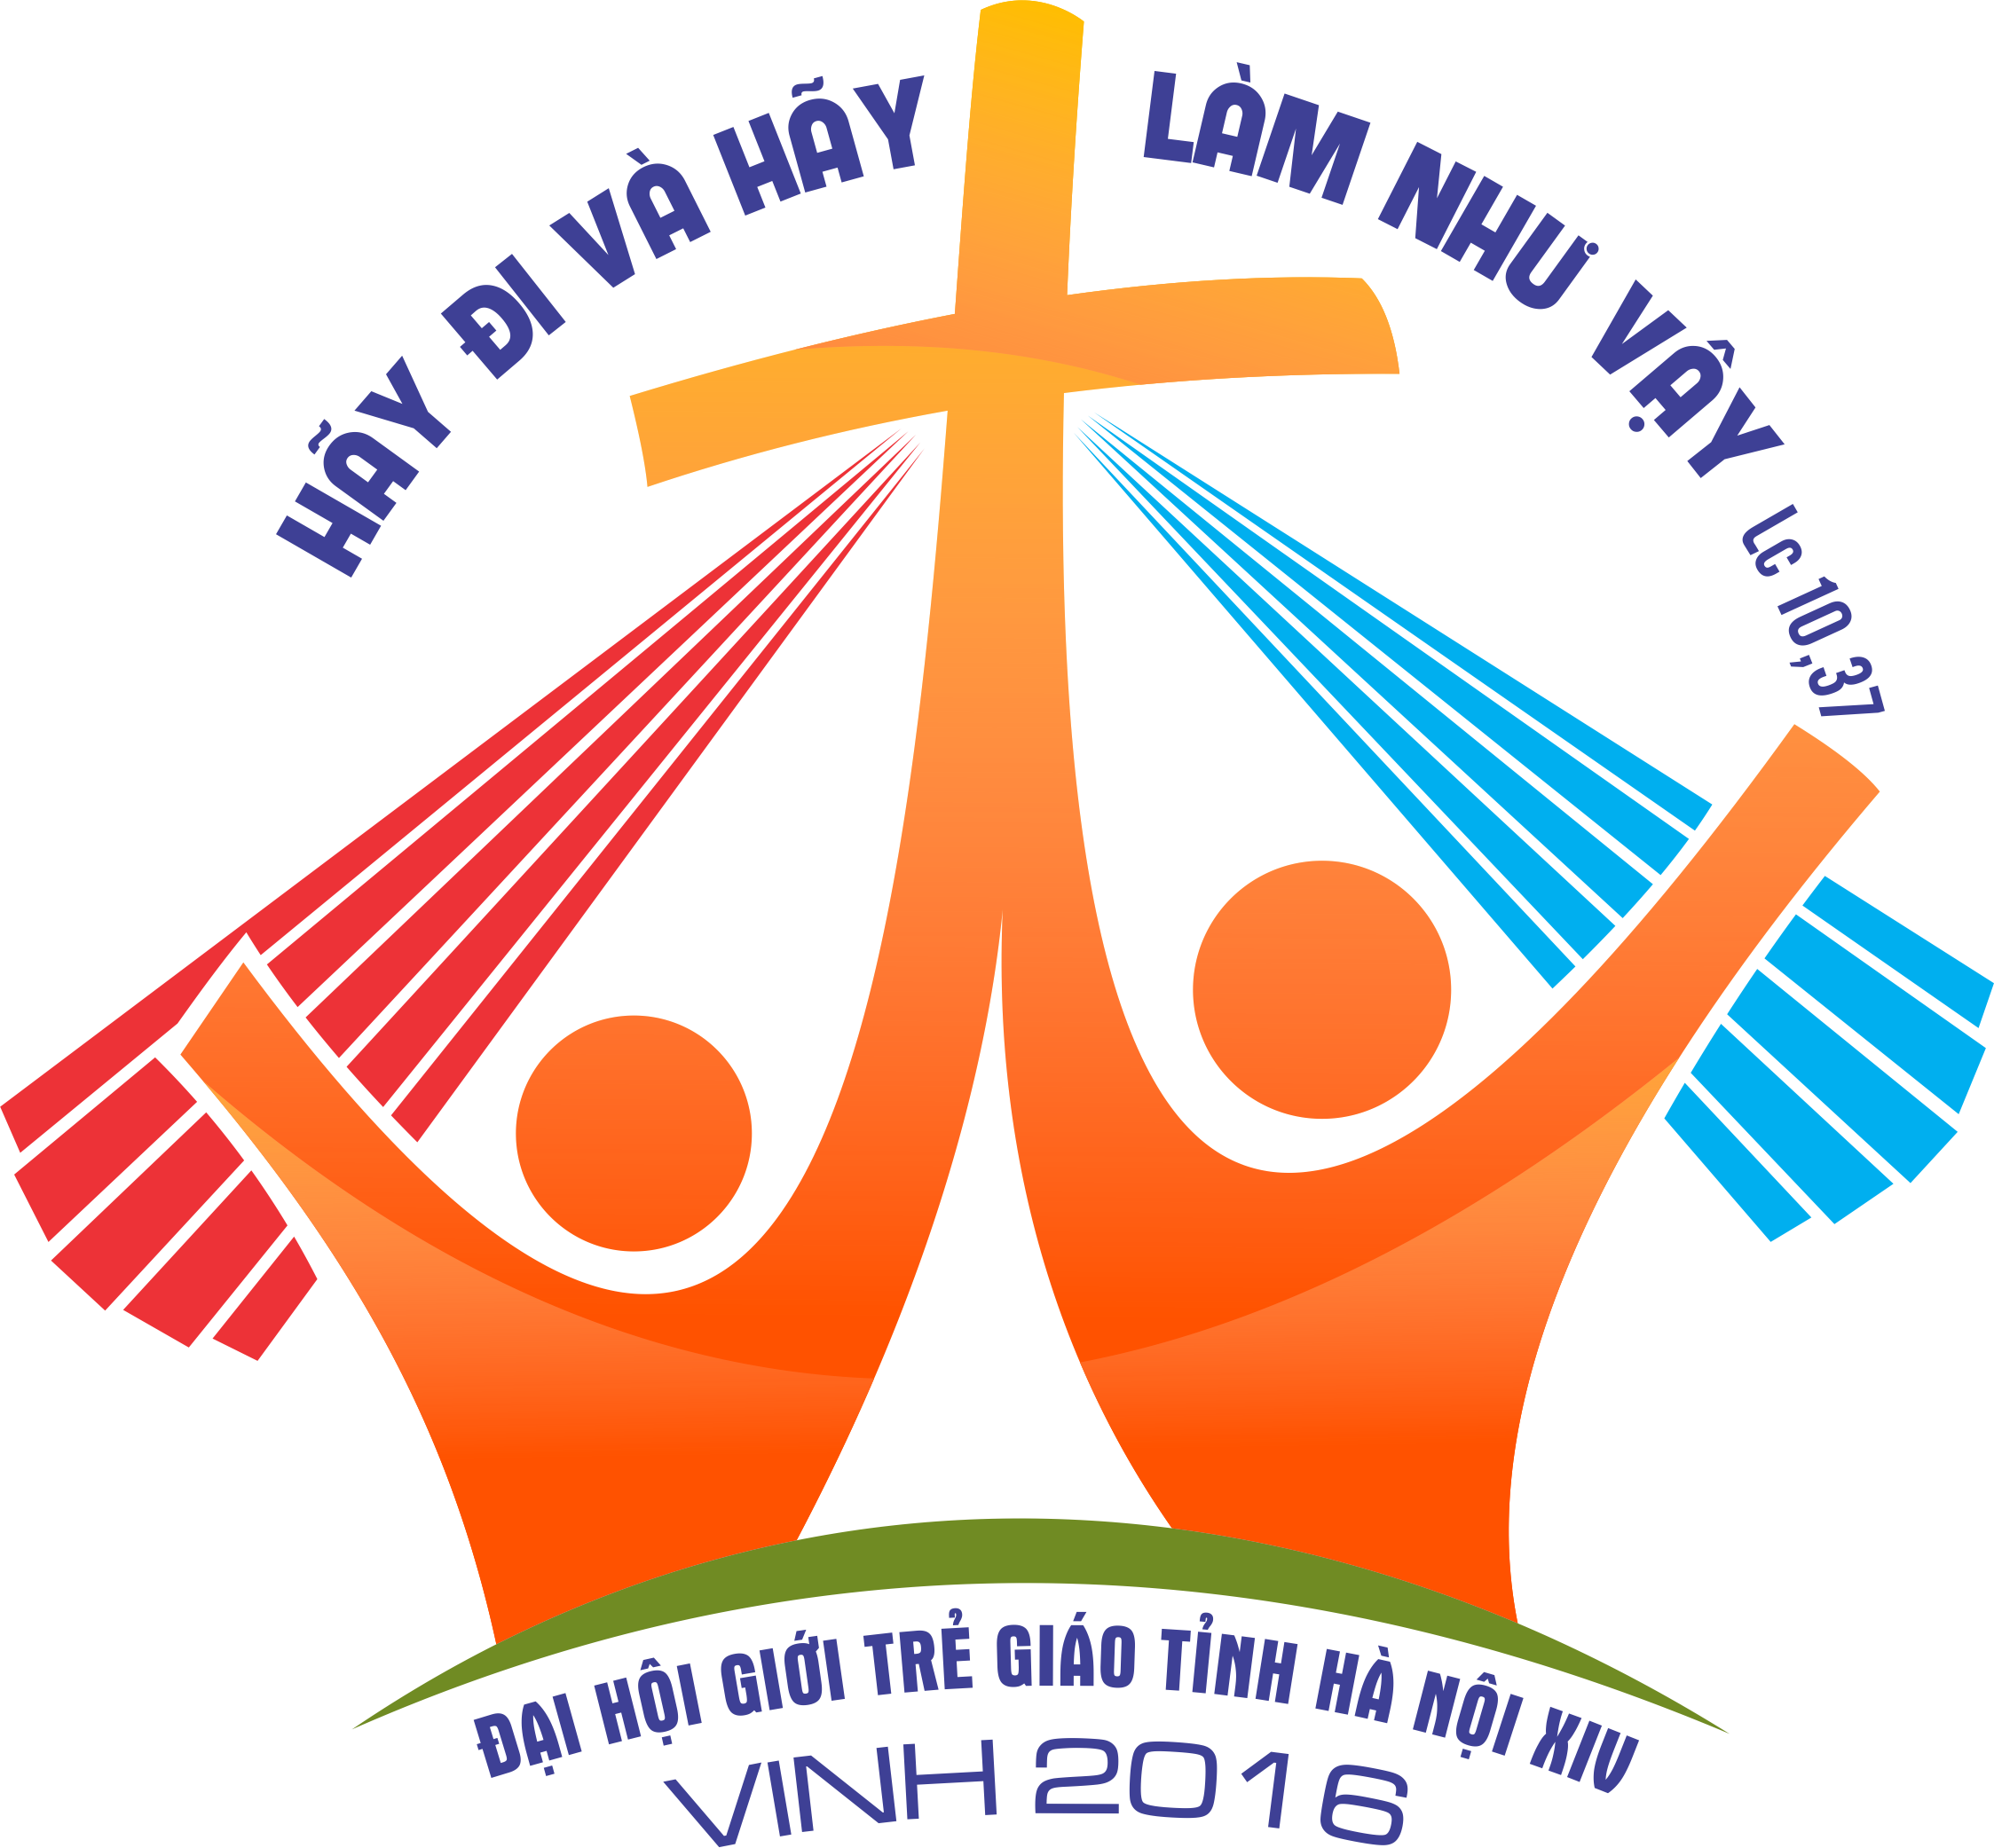 HÃY ĐI VÀ HÃY LÀM NHƯ VẬY
Lc 10,37
ĐẠI HỘI GIỚI TRẺ GIÁO TỈNH HÀ NỘI XIV
VINH 2016